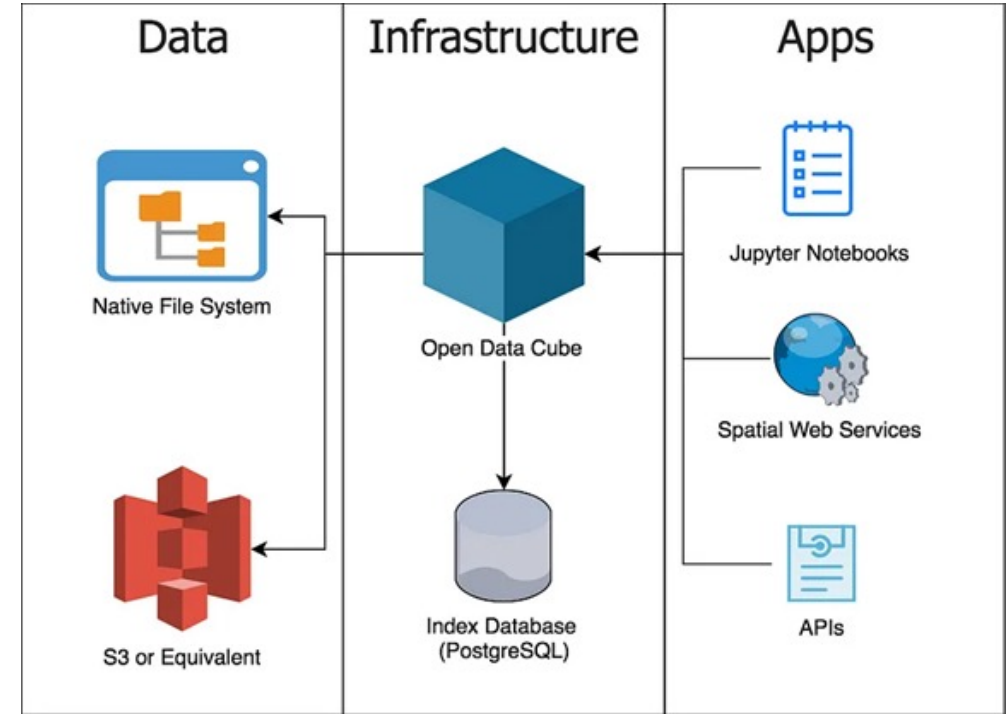 Data
Infrastructure
Apps
Native File System
Open Data Cube
Jupyter Notebooks
Spatial Web Services
S3 or Equivalent
Index Database
(PostgreSQL)
APIs